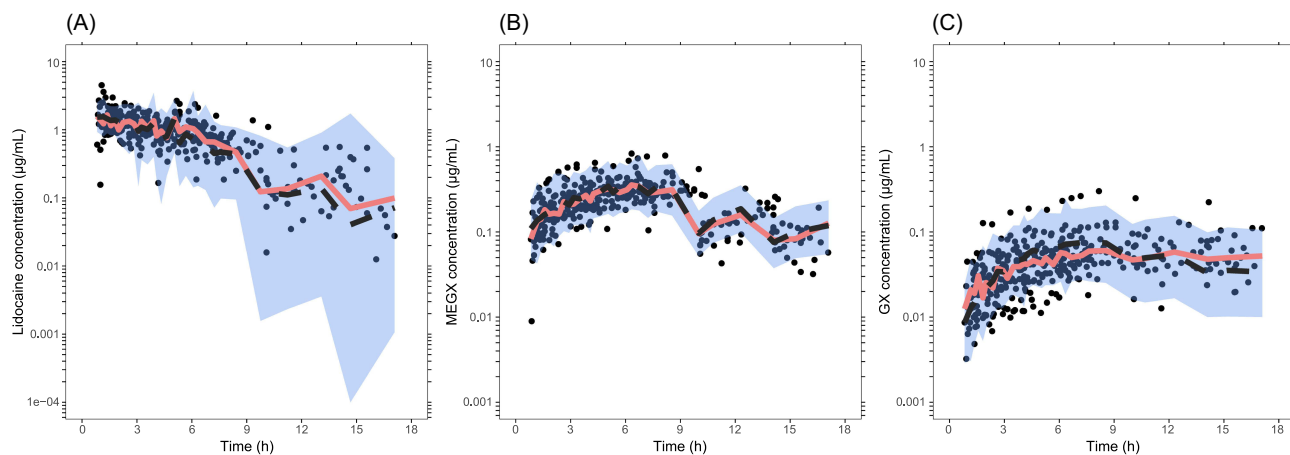 (A)
(B)
(C)
10
1
0,1
0,01
0.001
1e−04
Lidocaine concentration (µg/mL)
0 3 6 9 12 15 18
Time (h)
10
1
0,1
0,01
0.001
MEGX concentration (µg/mL)
0 3 6 9 12 15 18
Time (h)
10
1
0,1
0,01
0.001
GX concentration (µg/mL)
0 3 6 9 12 15 18
Time (h)